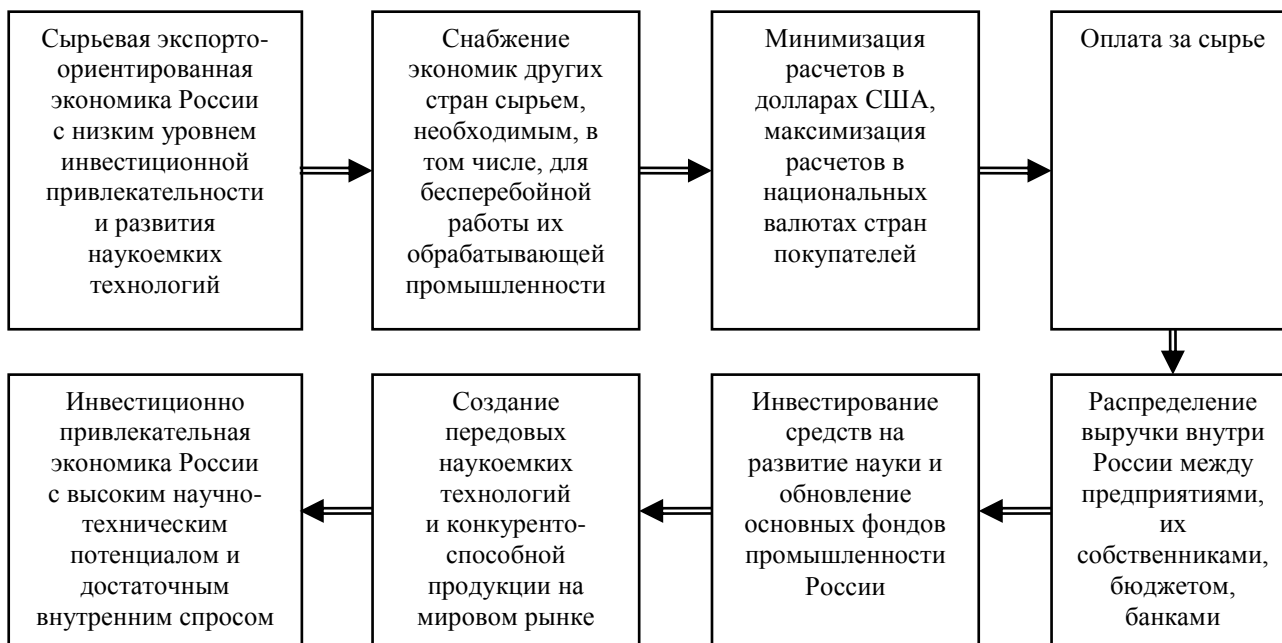 Сырьевая экспорто-
ориентированная
экономика России
с низким уровнем
инвестиционной
привлекательности
и развития
наукоемких
технологий
Снабжение
экономик других
стран сырьем,
необходимым, в
том числе, для
бесперебойной
работы их
обрабатывающей
промышленности
Минимизация
расчетов в
долларах США,
максимизация
расчетов в
национальных
валютах стран
покупателей
Оплата за сырье
Распределение
выручки внутри
России между
предприятиями,
их
собственниками,
бюджетом,
банками
Инвестирование
средств на
развитие науки и
обновление
основных фондов
промышленности
России
Создание
передовых
наукоемких
технологий
и конкуренто-
способной
продукции на
мировом рынке
Инвестиционно
привлекательная
экономика России
с высоким научно-
техническим
потенциалом и
достаточным
внутренним спросом